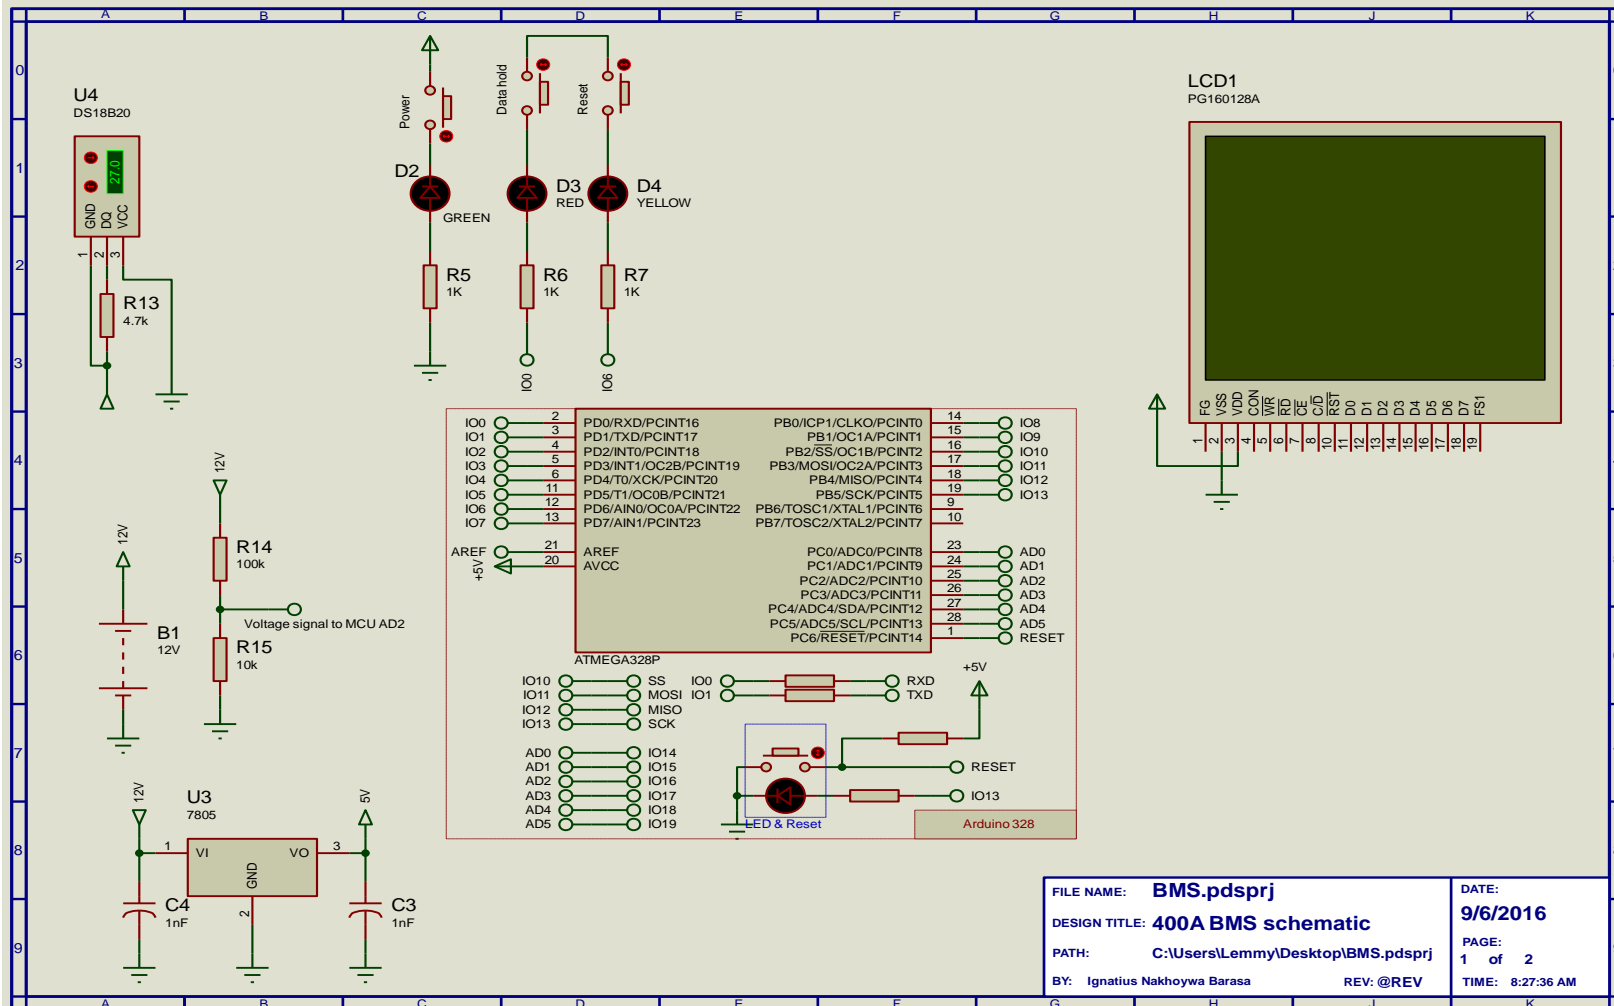 A B C D E F G H J K
0
1
2
3
4
5
6
7
8
9
U4
DS18B20
27.0
GND
DQ
VCC
1
2
3
R13
4.7k
Power
D2
GREEN
R5
1K
Data hold
D3
RED
R6
1K
IO0
Reset
D4
YELLOW
R7
1K
IO6
LCD1
PG160128A
FG
VSS
VDD
CON
WR
RD
CE
C/D
RST
D0
D1
D2
D3
D4
D5
D6
D7
FS1
1
2
3
4
5
6
7
8
10
11
12
13
14
15
16
17
18
19
IO0 2 PD0/RXD/PCINT16
IO1 3 PD1/TXD/PCINT17
IO2 4 PD2/INT0/PCINT18
IO3 5 PD3/INT1/OC2B/PCINT19
IO4 6 PD4/T0/XCK/PCINT20
IO5 11 PD5/T1/OC0B/PCINT21
IO6 12 PD6/AIN0/OC0A/PCINT22
IO7 13 PD7/AIN1/PCINT23
AREF 21 AREF
+5V 20 AVCC
PB0/ICP1/CLKO/PCINT0 14 IO8
PB1/OC1A/PCINT1 15 IO9
PB2/SS/OC1B/PCINT2 16 IO10
PB3/MOSI/OC2A/PCINT3 17 IO11
PB4/MISO/PCINT4 18 IO12
PB5/SCK/PCINT5 19 IO13
PB6/TOSC1/XTAL1/PCINT6 9
PB7/TOSC2/XTAL2/PCINT7 10
PC0/ADC0/PCINT8 23 AD0
PC1/ADC1/PCINT9 24 AD1
PC2/ADC2/PCINT10 25 AD2
PC3/ADC3/PCINT11 26 AD3
PC4/ADC4/SDA/PCINT12 27 AD4
PC5/ADC5/SCL/PCINT13 28 AD5
PC6/RESET/PCINT14 1 RESET
ATMEGA328P
IO10 SS
IO11 MOSI
IO12 MISO
IO13 SCK
IO0 RXD
IO1 TXD
+5V
AD0 IO14
AD1 IO15
AD2 IO16
AD3 IO17
AD4 IO18
AD5 IO19
RESET
IO13
LED & Reset
Arduino 328
12V
R14
100k
Voltage signal to MCU AD2
R15
10k
12V
B1
12V
12V
U3
7805
5V
1 VI
VO 3
GND
2
C4
1nF
C3
1nF
FILE NAME: BMS.pdsprj
DESIGN TITLE: 400A BMS schematic
PATH: C:\Users\Lemmy\Desktop\BMS.pdsprj
BY: Ignatius Nakhoywa Barasa REV: @REV
DATE:
9/6/2016
PAGE:
1 of 2
TIME: 8:27:36 AM
A B C D E F G H J K